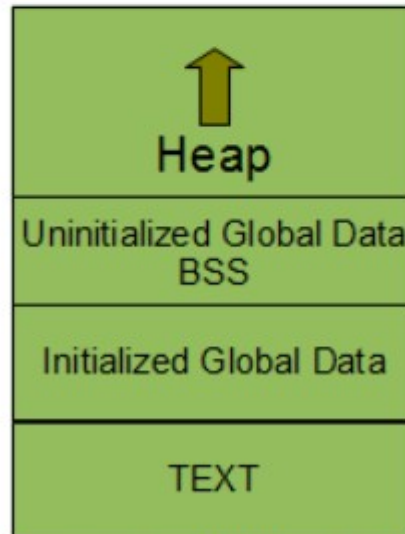 Heap
Uninitialized Global Data
BSS
Initialized Global Data
TEXT